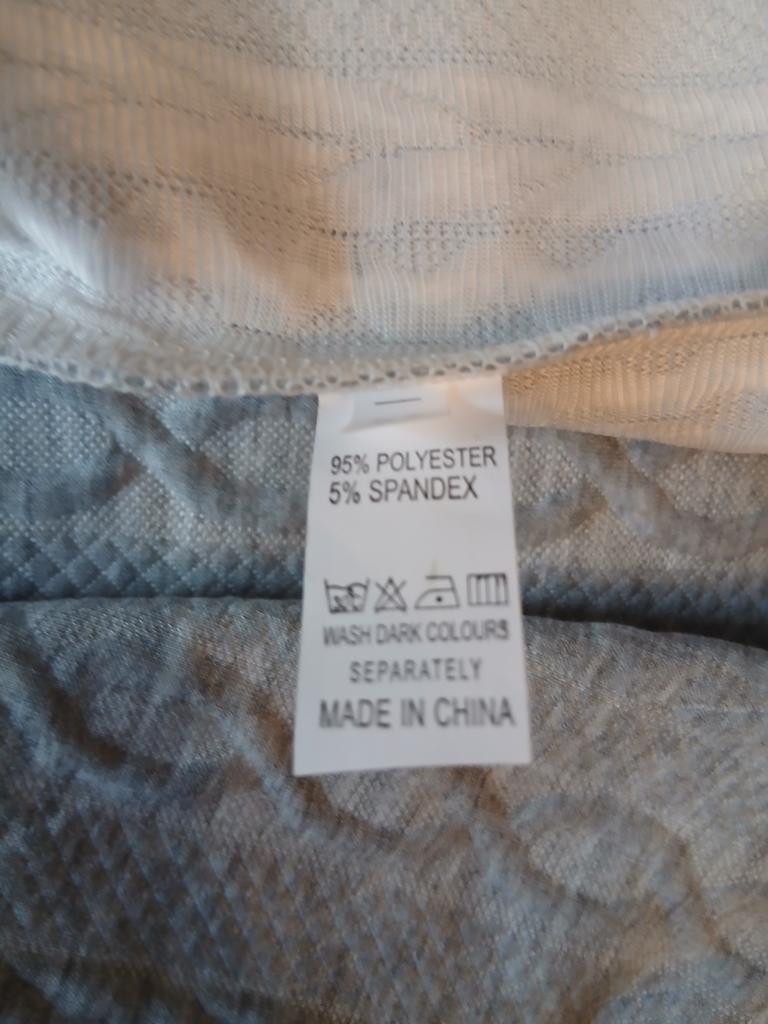 95% POLYESTER
5% SPANDEX
WASH DARK COLOURS
SEPARATELY
MADE IN CHINA